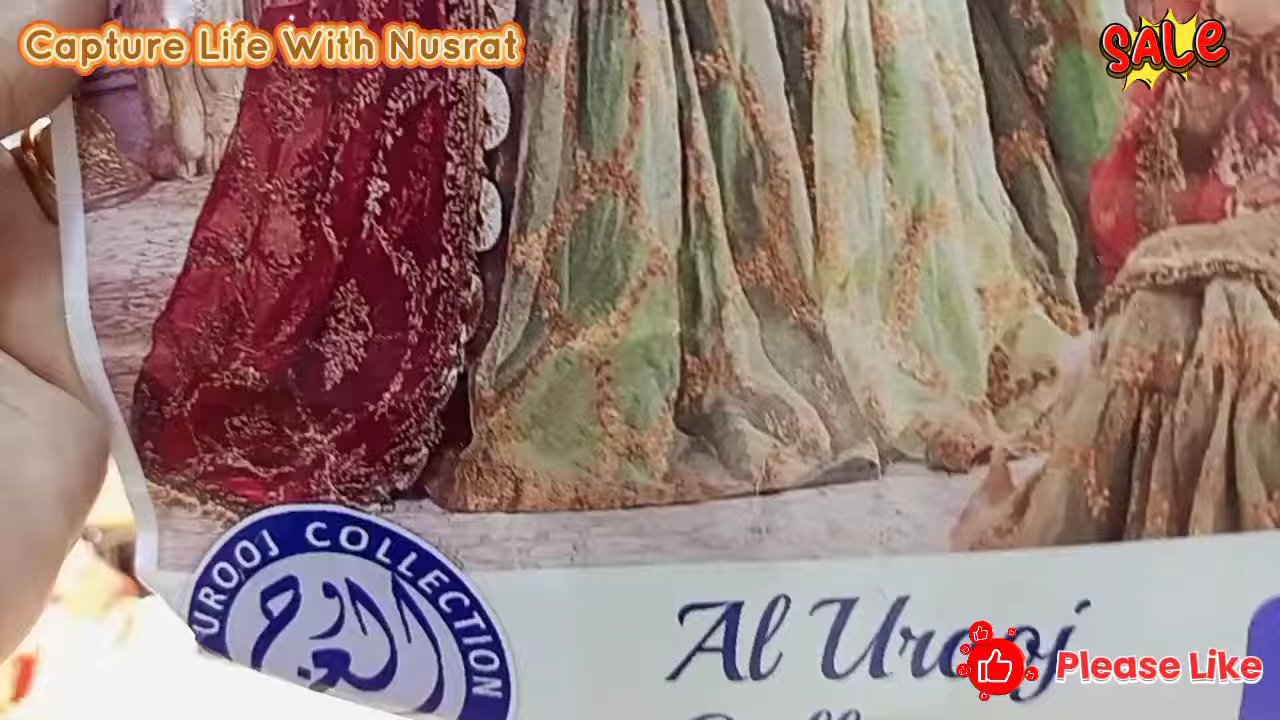 Capture Life With Nusrat
SALE
UROOJ COLLECTION
العروج
Al Urooj
Please Like